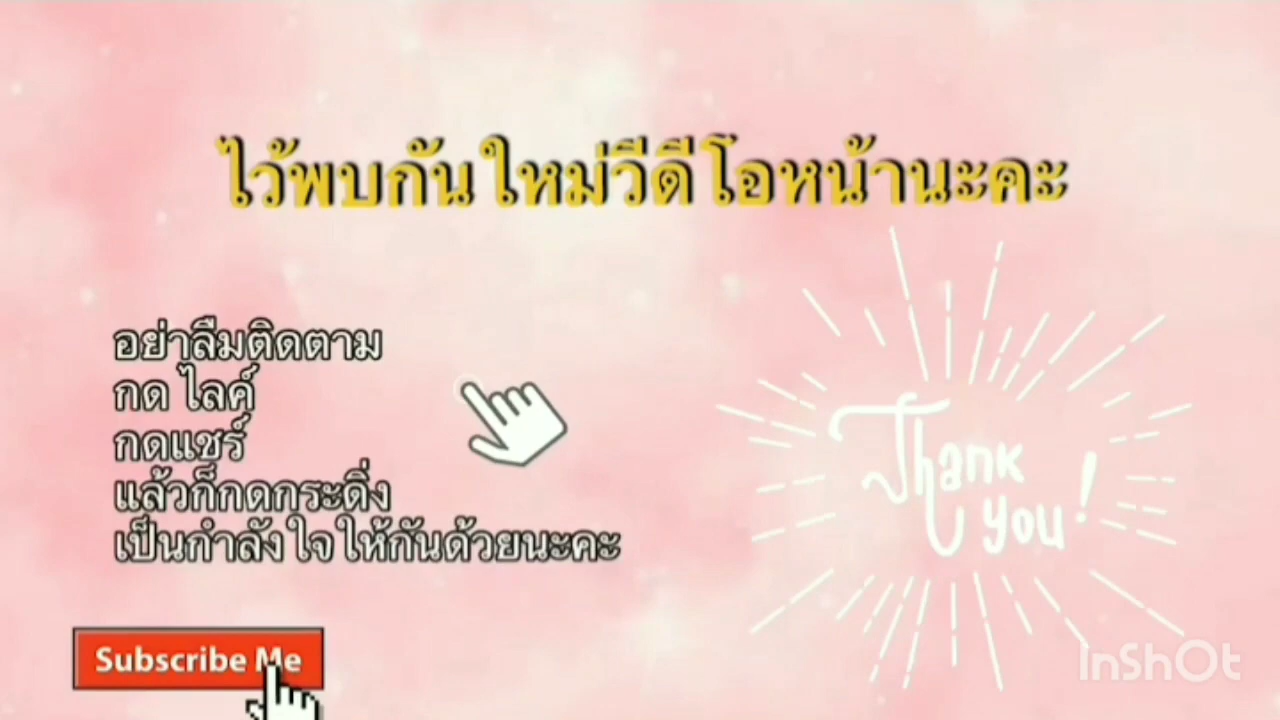 ไว้พบกันใหม่วีดีโอหน้านะคะ
อย่าลืมติดตาม
กด ไลค์
กดแชร์
แล้วก็กดกระดิ่ง
เป็นกำลังใจให้กันด้วยนะคะ
Thank
you!
Subscribe Me
InShOt